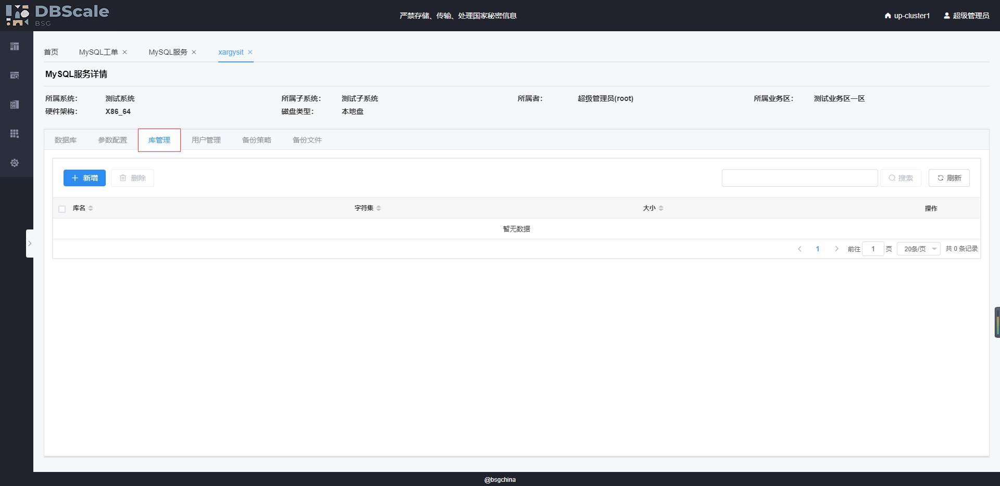 DBScale
BSG
严禁存储、传输、处理国家秘密信息
up-cluster1
超级管理员
首页
MySQL工单
MySQL服务
xargysit
MySQL服务详情
所属系统： 测试系统 所属子系统： 测试子系统 所属者： 超级管理员(root) 所属业务区： 测试业务区一区
硬件架构： X86_64 磁盘类型： 本地盘
数据库 参数配置 库管理 用户管理 备份策略 备份文件
新增 删除 搜索 刷新
库名 字符集 大小 操作
暂无数据
1 前往 1 页 20条/页 共 0 条记录
@bsgchina